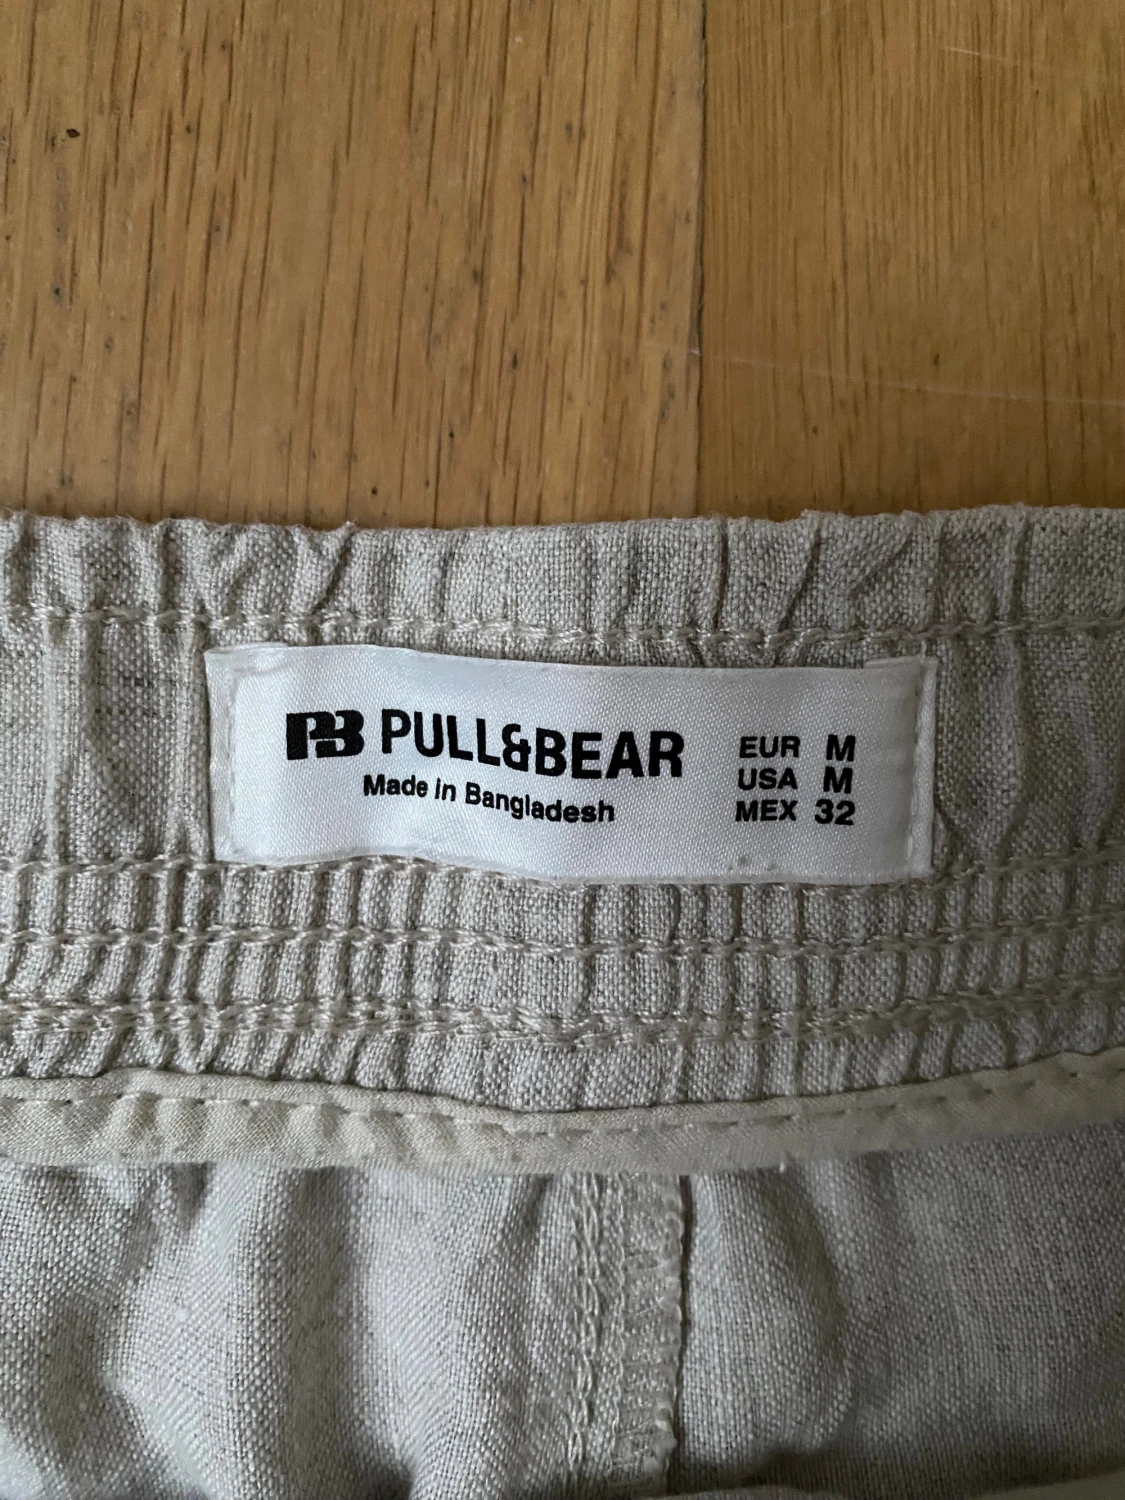 PB PULL&BEAR
Made in Bangladesh
EUR M
USA M
MEX 32